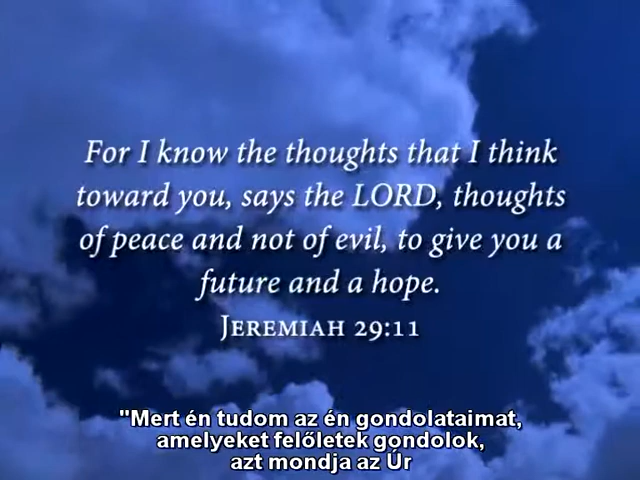 For I know the thoughts that I think
toward you, says the LORD, thoughts
of peace and not of evil, to give you a
future and a hope.
Jeremiah 29:11
"Mert én tudom az én gondolataimat,
amelyeket felőletek gondolok,
azt mondja az Úr